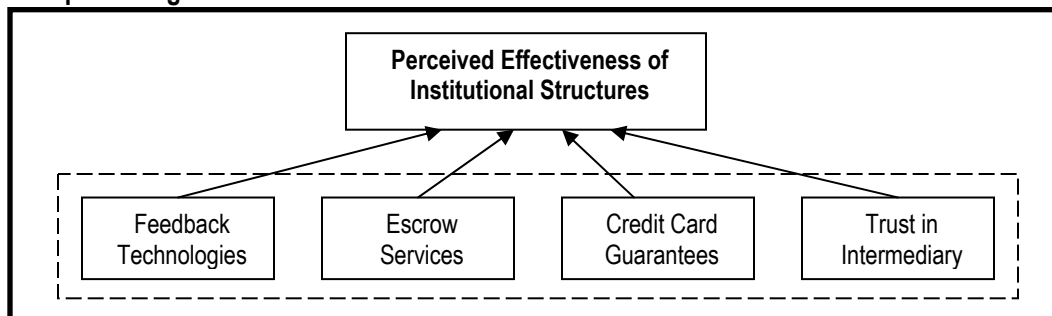 Perceived Effectiveness of
Institutional Structures
Feedback
Technologies
Escrow
Services
Credit Card
Guarantees
Trust in
Intermediary